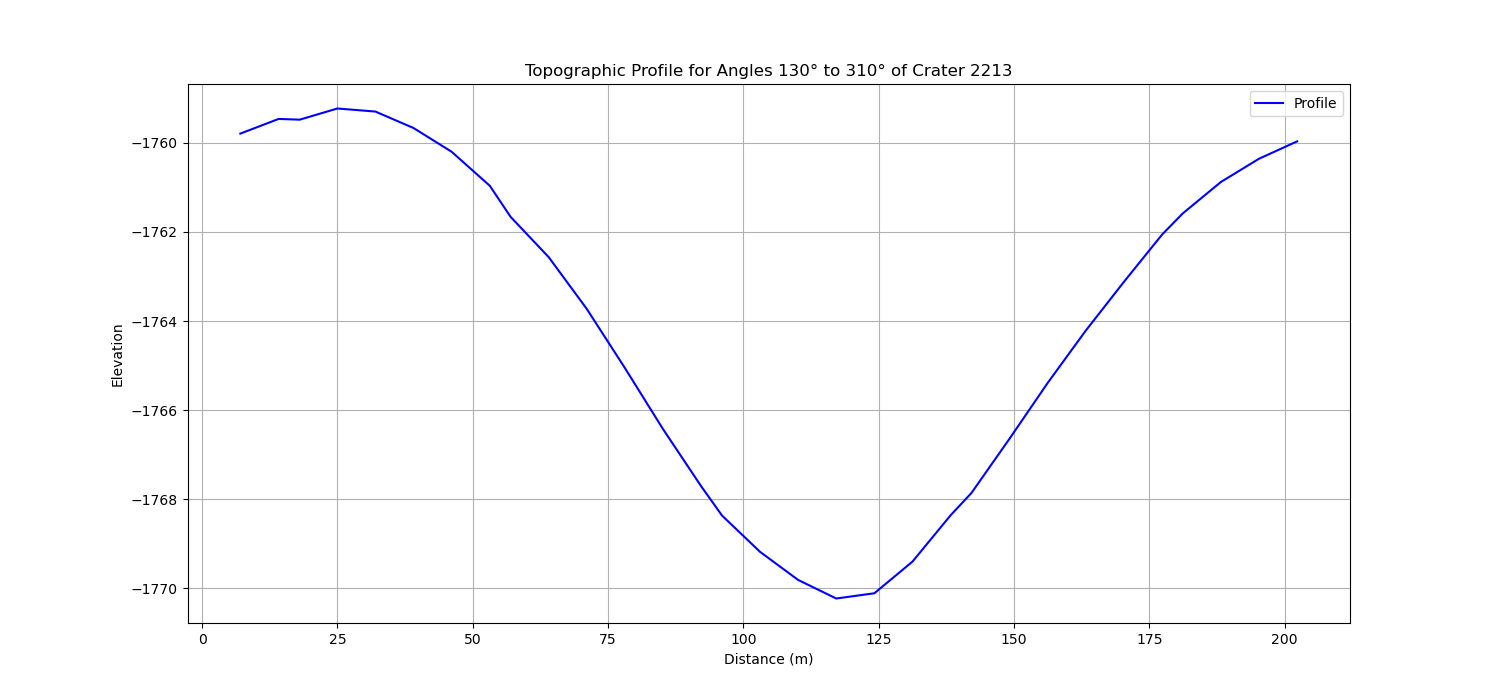 Topographic Profile for Angles 130° to 310° of Crater 2213
Profile
−1760
−1762
−1764
−1766
−1768
−1770
Elevation
0 25 50 75 100 125 150 175 200
Distance (m)